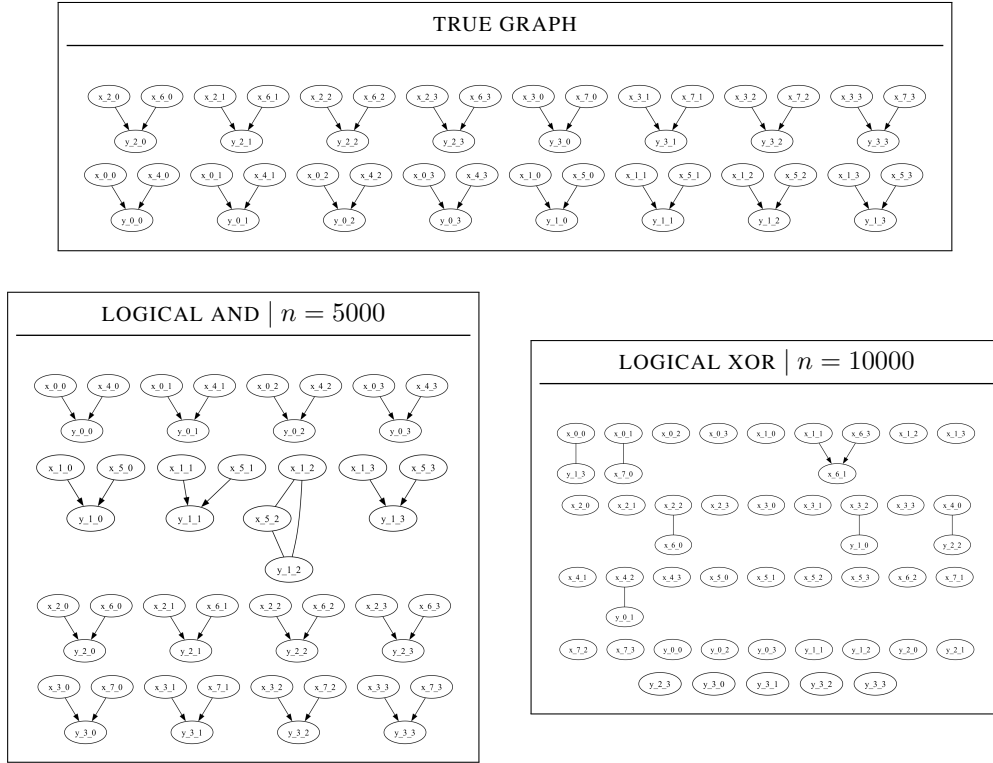 TRUE GRAPH
x_2_0 x_6_0 x_2_1 x_6_1 x_2_2 x_6_2 x_2_3 x_6_3 x_3_0 x_7_0 x_3_1 x_7_1 x_3_2 x_7_2 x_3_3 x_7_3
y_2_0 y_2_1 y_2_2 y_2_3 y_3_0 y_3_1 y_3_2 y_3_3
x_0_0 x_4_0 x_0_1 x_4_1 x_0_2 x_4_2 x_0_3 x_4_3 x_1_0 x_5_0 x_1_1 x_5_1 x_1_2 x_5_2 x_1_3 x_5_3
y_0_0 y_0_1 y_0_2 y_0_3 y_1_0 y_1_1 y_1_2 y_1_3
LOGICAL AND | n = 5000
x_0_0 x_4_0 x_0_1 x_4_1 x_0_2 x_4_2 x_0_3 x_4_3
y_0_0 y_0_1 y_0_2 y_0_3
x_1_0 x_5_0 x_1_1 x_5_1 x_1_2 x_1_3 x_5_3
y_1_0 y_1_1 x_5_2 y_1_3
y_1_2
x_2_0 x_6_0 x_2_1 x_6_1 x_2_2 x_6_2 x_2_3 x_6_3
y_2_0 y_2_1 y_2_2 y_2_3
x_3_0 x_7_0 x_3_1 x_7_1 x_3_2 x_7_2 x_3_3 x_7_3
y_3_0 y_3_1 y_3_2 y_3_3
LOGICAL XOR | n = 10000
x_0_0 x_0_1 x_0_2 x_0_3 x_1_0 x_1_1 x_6_3 x_1_2 x_1_3
y_1_3 x_7_0 x_6_1
x_2_0 x_2_1 x_2_2 x_2_3 x_3_0 x_3_1 x_3_2 x_3_3 x_4_0
x_6_0 y_1_0 y_2_2
x_4_1 x_4_2 x_4_3 x_5_0 x_5_1 x_5_2 x_5_3 x_6_2 x_7_1
y_0_1
x_7_2 x_7_3 y_0_0 y_0_2 y_0_3 y_1_1 y_1_2 y_2_0 y_2_1
y_2_3 y_3_0 y_3_1 y_3_2 y_3_3